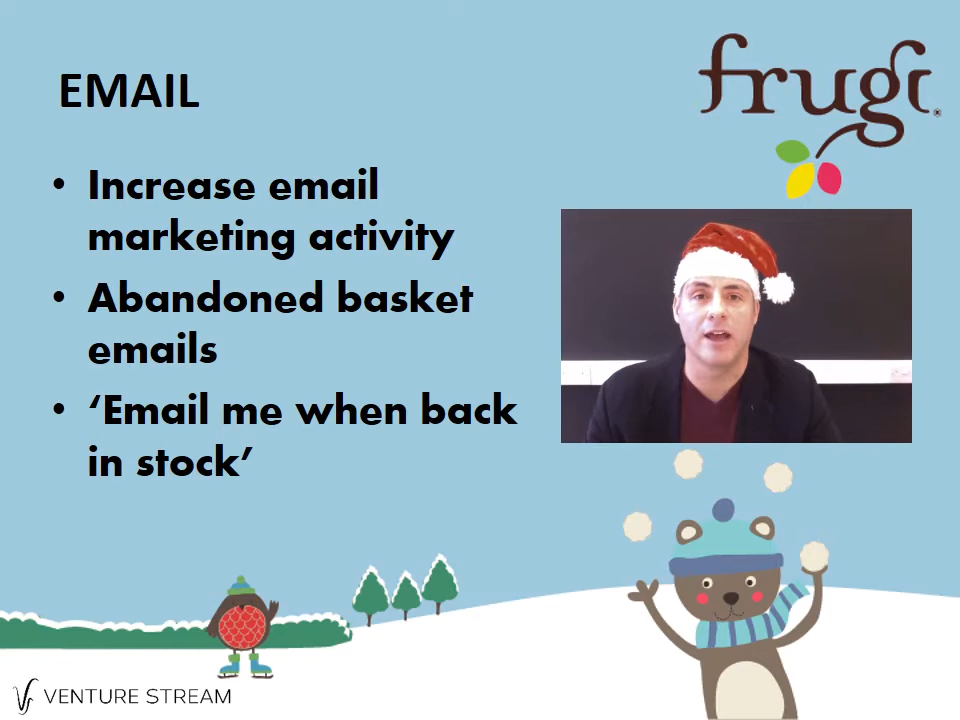 EMAIL
frugi®
• Increase email
marketing activity
• Abandoned basket
emails
• ‘Email me when back
in stock’
VENTURE STREAM